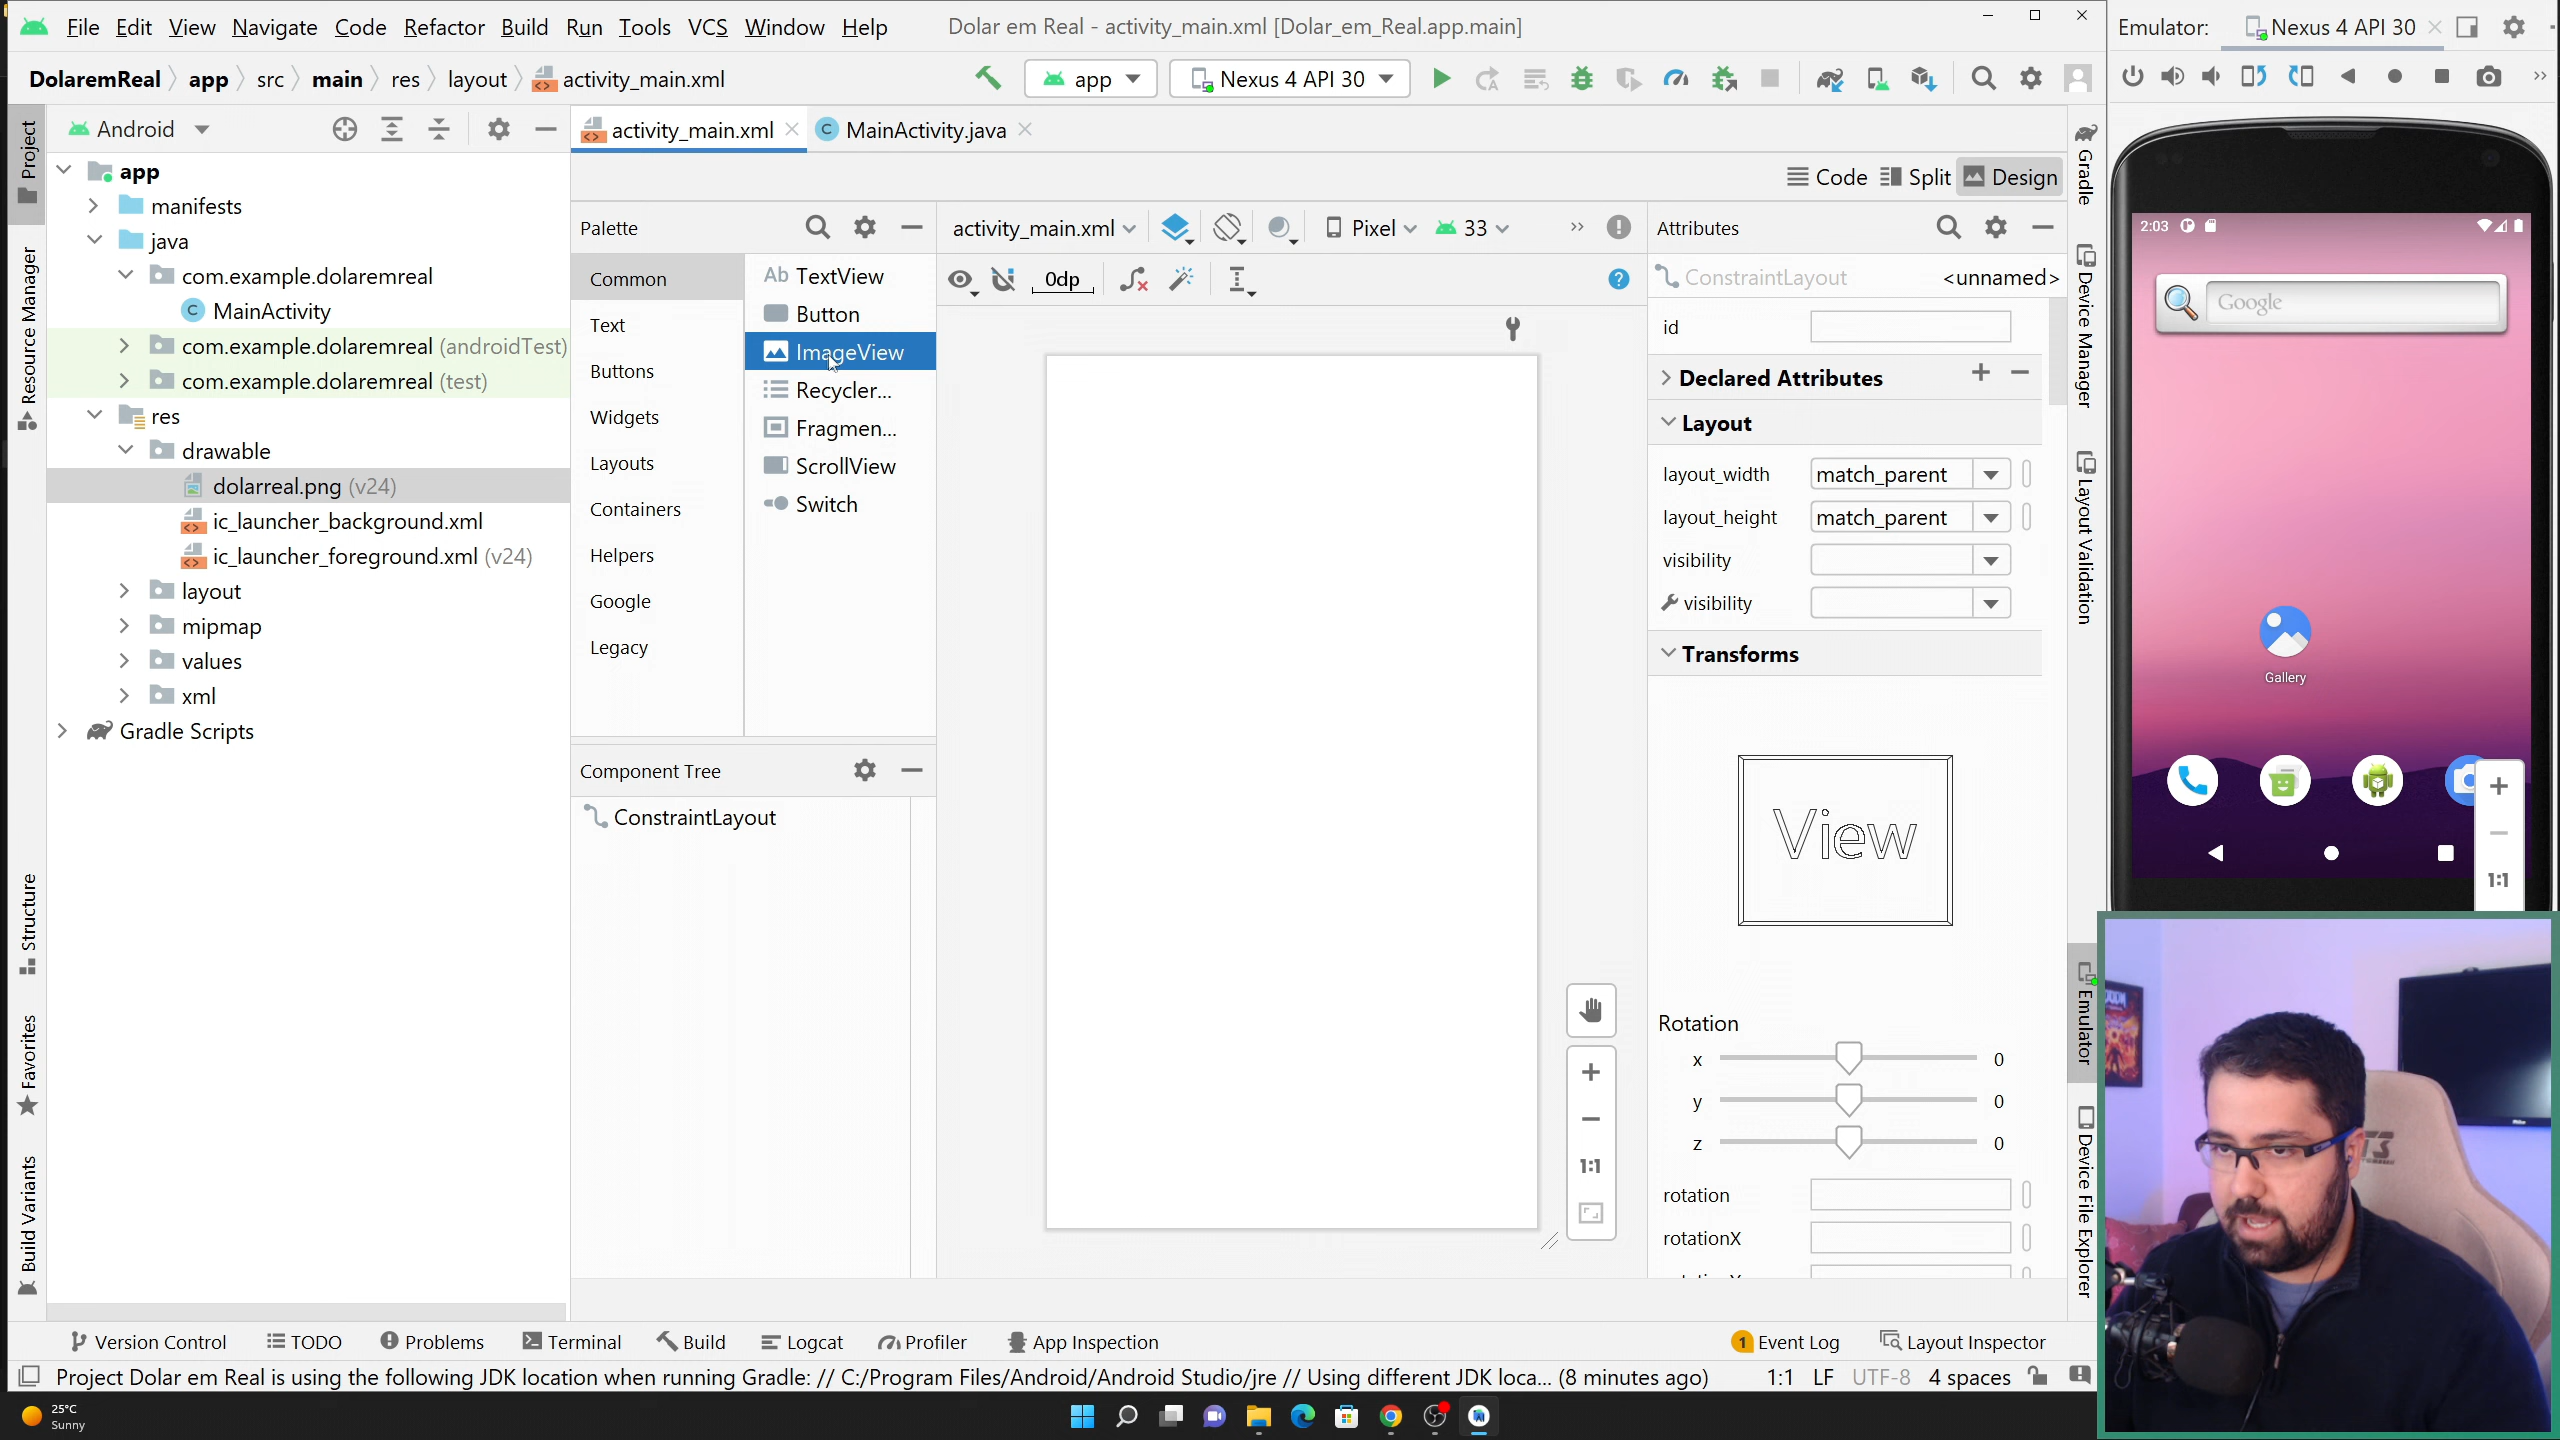 File Edit View Navigate Code Refactor Build Run Tools VCS Window Help
Dolar em Real - activity_main.xml [Dolar_em_Real.app.main]
Emulator: Nexus 4 API 30
DolaremReal app src main res layout activity_main.xml
app
Nexus 4 API 30
Android
activity_main.xml
MainActivity.java
Code Split Design
Project
Resource Manager
Structure
Favorites
Build Variants
app
manifests
java
com.example.dolaremreal
MainActivity
com.example.dolaremreal (androidTest)
com.example.dolaremreal (test)
res
drawable
dolarreal.png (v24)
ic_launcher_background.xml
ic_launcher_foreground.xml (v24)
layout
mipmap
values
xml
Gradle Scripts
Palette
Common
Text
Buttons
Widgets
Layouts
Containers
Helpers
Google
Legacy
Ab TextView
Button
ImageView
Recycler...
Fragmen...
ScrollView
Switch
Component Tree
ConstraintLayout
activity_main.xml
Pixel
33
0dp
1:1
Attributes
ConstraintLayout <unnamed>
id
Declared Attributes
Layout
layout_width match_parent
layout_height match_parent
visibility
visibility
Transforms
View
Rotation
x 0
y 0
z 0
rotation
rotationX
Gradle
Device Manager
Layout Validation
Emulator
Device File Explorer
2:03
Google
Gallery
1:1
Version Control TODO Problems Terminal Build Logcat Profiler App Inspection
1 Event Log Layout Inspector
Project Dolar em Real is using the following JDK location when running Gradle: // C:/Program Files/Android/Android Studio/jre // Using different JDK loca... (8 minutes ago)
1:1 LF UTF-8 4 spaces
25°C
Sunny